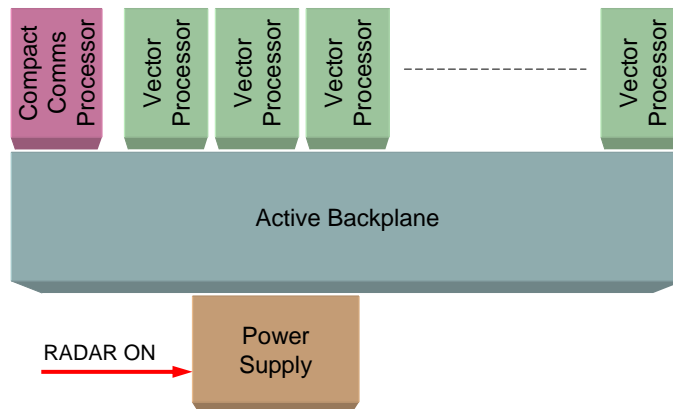 Compact
Comms
Processor
Vector
Processor
Vector
Processor
Vector
Processor
Vector
Processor
Active Backplane
Power
Supply
RADAR ON